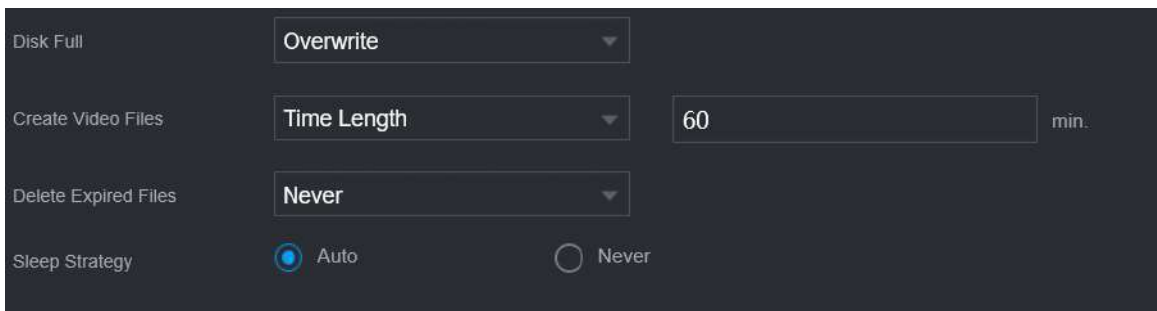 Disk Full Overwrite
Create Video Files Time Length 60 min.
Delete Expired Files Never
Sleep Strategy Auto Never